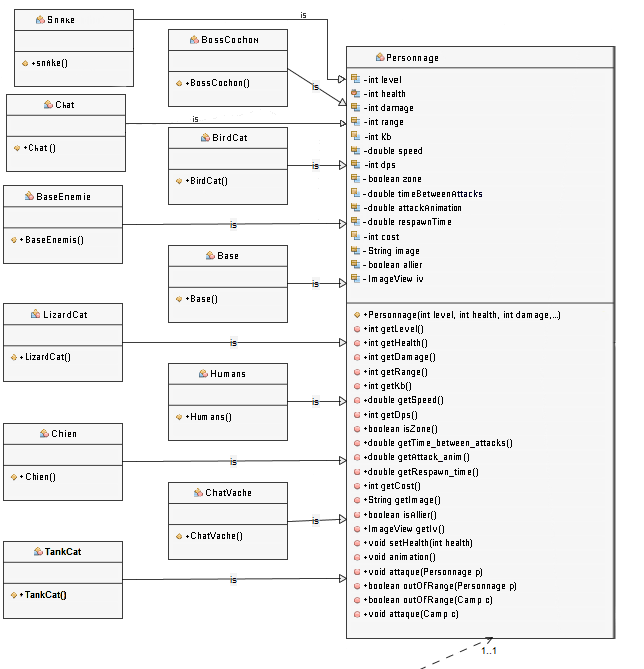 Snake
+snake()
is
BossCochon
+BossCochon()
is
Chat
+Chat()
is
BirdCat
+BirdCat()
is
BaseEnemie
+BaseEnemis()
is
Base
+Base()
is
LizardCat
+LizardCat()
is
Humans
+Humans()
is
Chien
+Chien()
is
ChatVache
+ChatVache()
is
TankCat
+TankCat()
is
Personnage
-int level
-int health
-int damage
-int range
-int Kb
-double speed
-int dps
-boolean zone
-double timeBetweenAttacks
-double attackAnimation
-double respawnTime
-int cost
-String image
-boolean allier
-ImageView iv
+Personnage(int level, int health, int damage,...)
+int getLevel()
+int getHealth()
+int getDamage()
+int getRange()
+int getKb()
+double getSpeed()
+int getDps()
+boolean isZone()
+double getTime_between_attacks()
+double getAttack_anim()
+double getRespawn_time()
+int getCost()
+String getImage()
+boolean isAllier()
+ImageView getIv()
+void setHealth(int health)
+void animation()
+void attaque(Personnage p)
+boolean outOfRange(Personnage p)
+boolean outOfRange(Camp c)
+void attaque(Camp c)
1..1